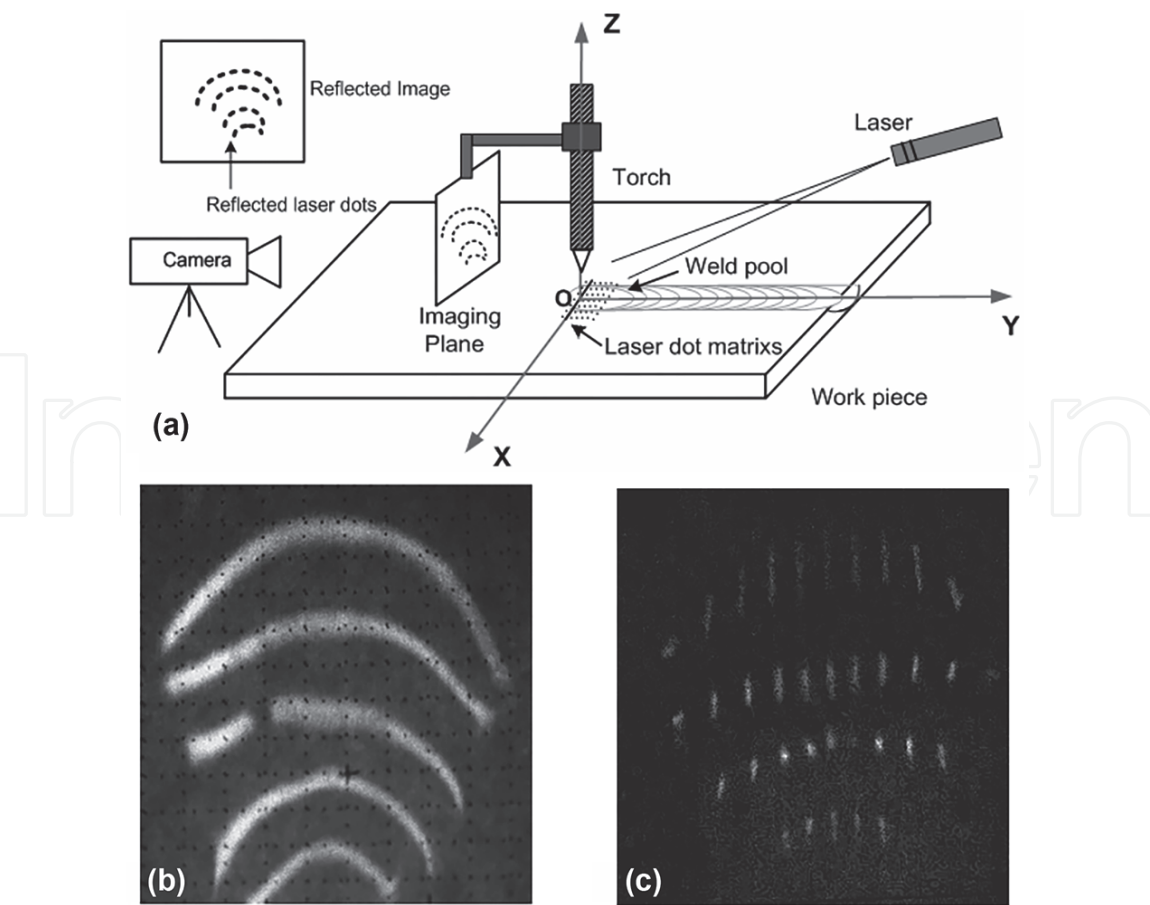 Z
Reflected Image
Laser
Torch
Reflected laser dots
Camera
Weld pool
O
Imaging
Plane
Y
Laser dot matrixs
Work piece
(a)
X
(b)
(c)